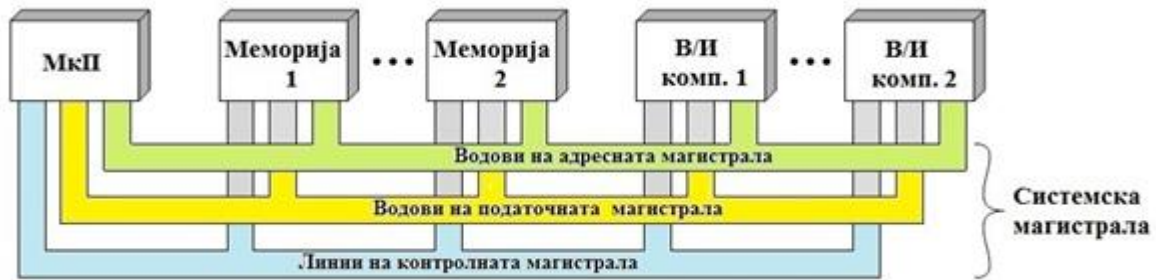 МкП
Меморија
1
...
Меморија
2
В/И
комп. 1
...
В/И
комп. 2
Водови на адресната магистрала
Водови на податочната магистрала
Линии на контролната магистрала
Системска
магистрала